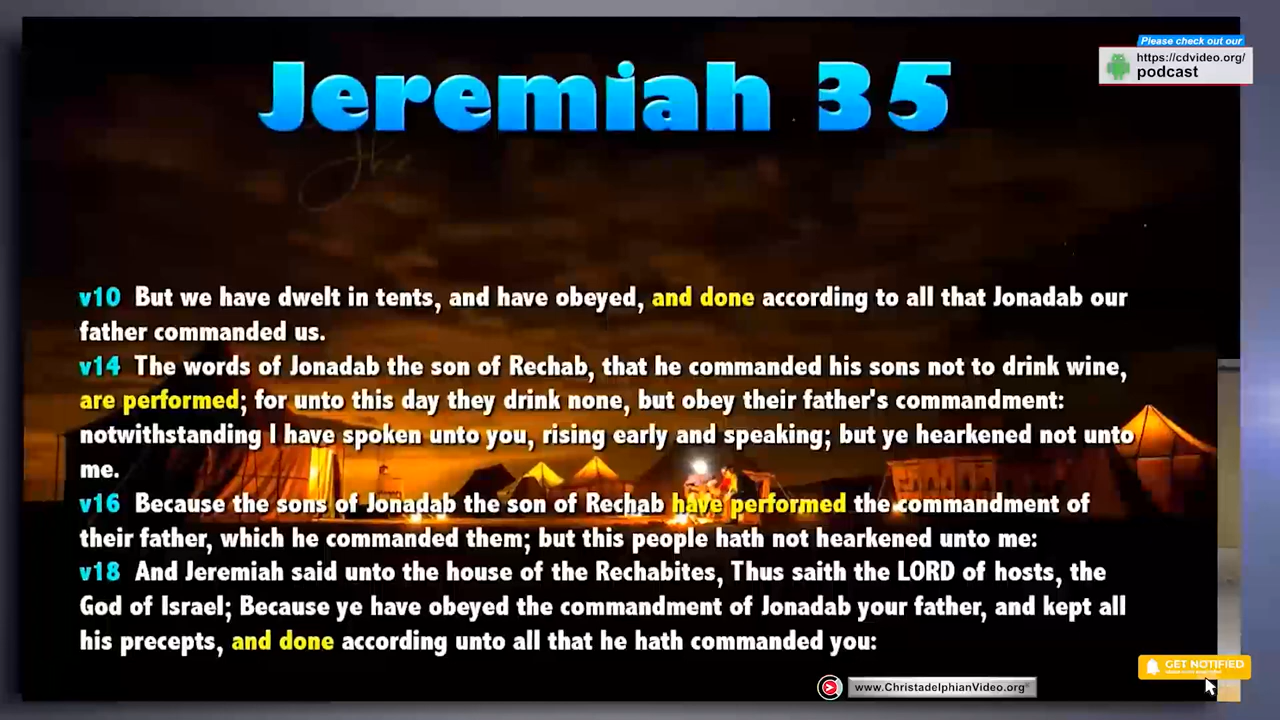 Please check out our
https://cdvideo.org/
podcast
Jeremiah 35
v10 But we have dwelt in tents, and have obeyed, and done according to all that Jonadab our
father commanded us.
v14 The words of Jonadab the son of Rechab, that he commanded his sons not to drink wine,
are performed; for unto this day they drink none, but obey their father's commandment:
notwithstanding I have spoken unto you, rising early and speaking; but ye hearkened not unto
me.
v16 Because the sons of Jonadab the son of Rechab have performed the commandment of
their father, which he commanded them; but this people hath not hearkened unto me:
v18 And Jeremiah said unto the house of the Rechabites, Thus saith the LORD of hosts, the
God of Israel; Because ye have obeyed the commandment of Jonadab your father, and kept all
his precepts, and done according unto all that he hath commanded you:
GET NOTIFIED
www.ChristadelphianVideo.org